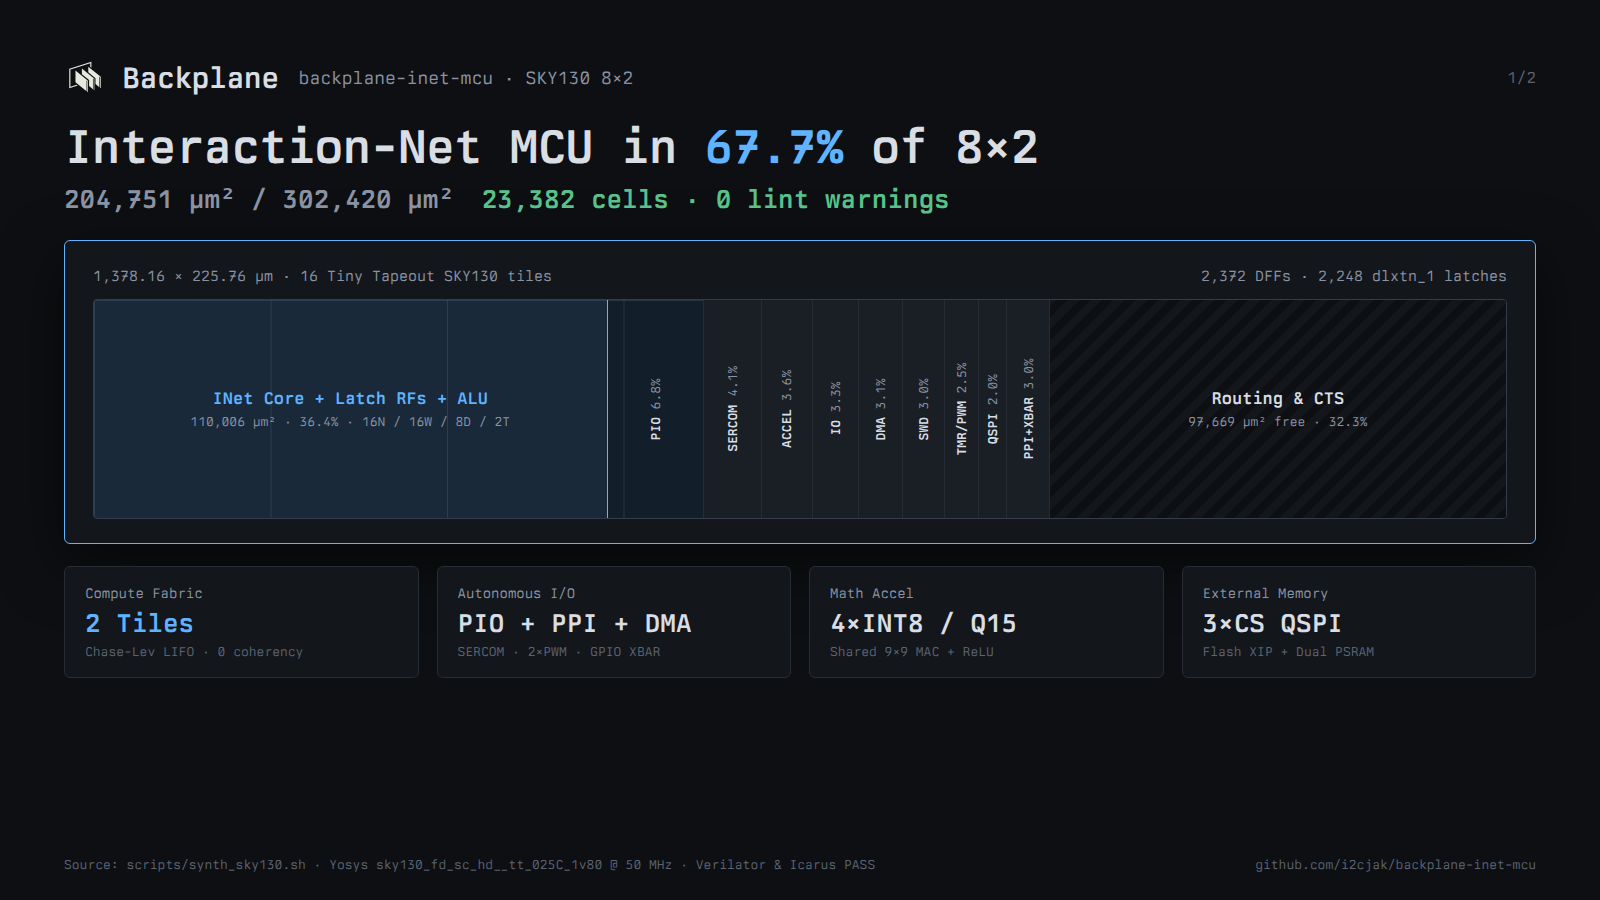 Backplane backplane-inet-mcu · SKY130 8×2 1/2
Interaction-Net MCU in 67.7% of 8×2
204,751 µm² / 302,420 µm² 23,382 cells · 0 lint warnings
1,378.16 × 225.76 µm · 16 Tiny Tapeout SKY130 tiles 2,372 DFFs · 2,248 dlxtn_1 latches
INet Core + Latch RFs + ALU
110,006 µm² · 36.4% · 16N / 16W / 8D / 2T
PIO 6.8%
SERCOM 4.1%
ACCEL 3.6%
IO 3.3%
DMA 3.1%
SWD 3.0%
TMR/PWM 2.5%
QSPI 2.0%
PPI+XBAR 3.0%
Routing & CTS
97,669 µm² free · 32.3%
Compute Fabric
2 Tiles
Chase-Lev LIFO · 0 coherency
Autonomous I/O
PIO + PPI + DMA
SERCOM · 2×PWM · GPIO XBAR
Math Accel
4×INT8 / Q15
Shared 9×9 MAC + ReLU
External Memory
3×CS QSPI
Flash XIP + Dual PSRAM
Source: scripts/synth_sky130.sh · Yosys sky130_fd_sc_hd__tt_025C_1v80 @ 50 MHz · Verilator & Icarus PASS github.com/i2cjak/backplane-inet-mcu